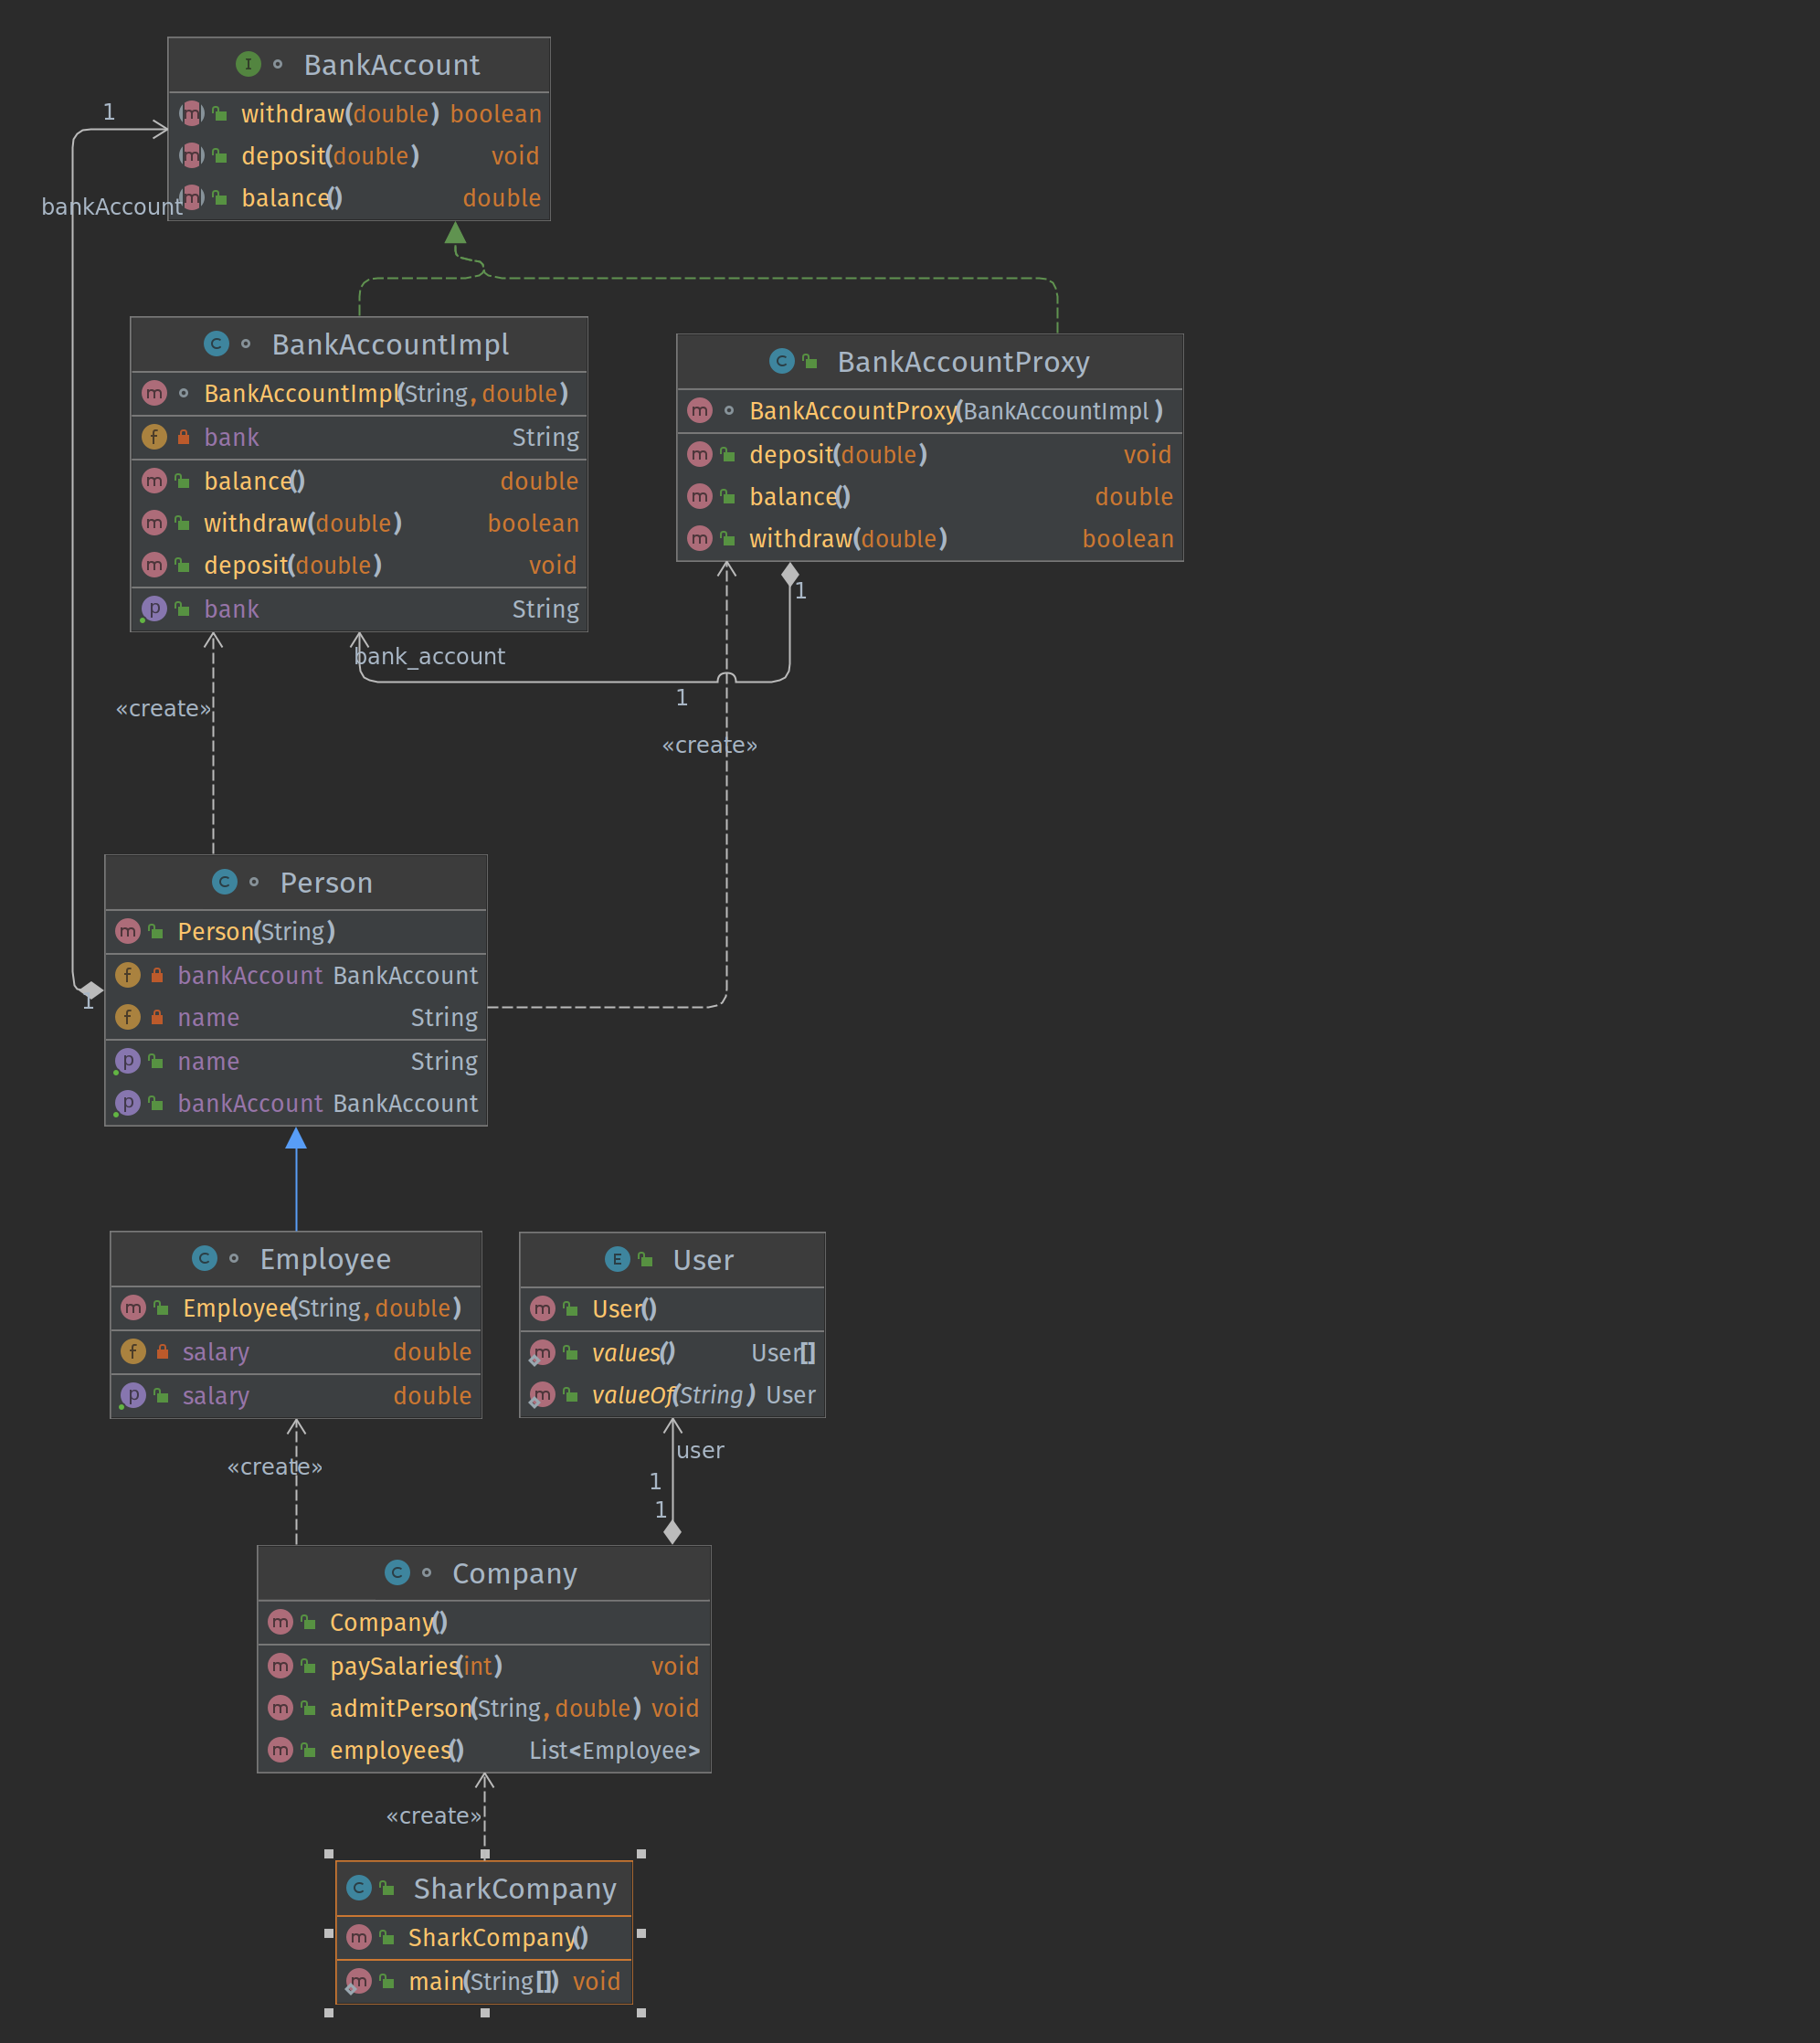 BankAccount
withdraw(double) boolean
deposit(double) void
balance() double
1
bankAccount
BankAccountImpl
BankAccountImpl(String, double)
bank String
balance() double
withdraw(double) boolean
deposit(double) void
bank String
BankAccountProxy
BankAccountProxy(BankAccountImpl)
deposit(double) void
balance() double
withdraw(double) boolean
1
bank_account
1
«create»
«create»
Person
Person(String)
bankAccount BankAccount
name String
name String
bankAccount BankAccount
1
Employee
Employee(String, double)
salary double
salary double
User
User()
values() User[]
valueOf(String) User
user
1
1
«create»
Company
Company()
paySalaries(int) void
admitPerson(String, double) void
employees() List<Employee>
«create»
SharkCompany
SharkCompany()
main(String[]) void